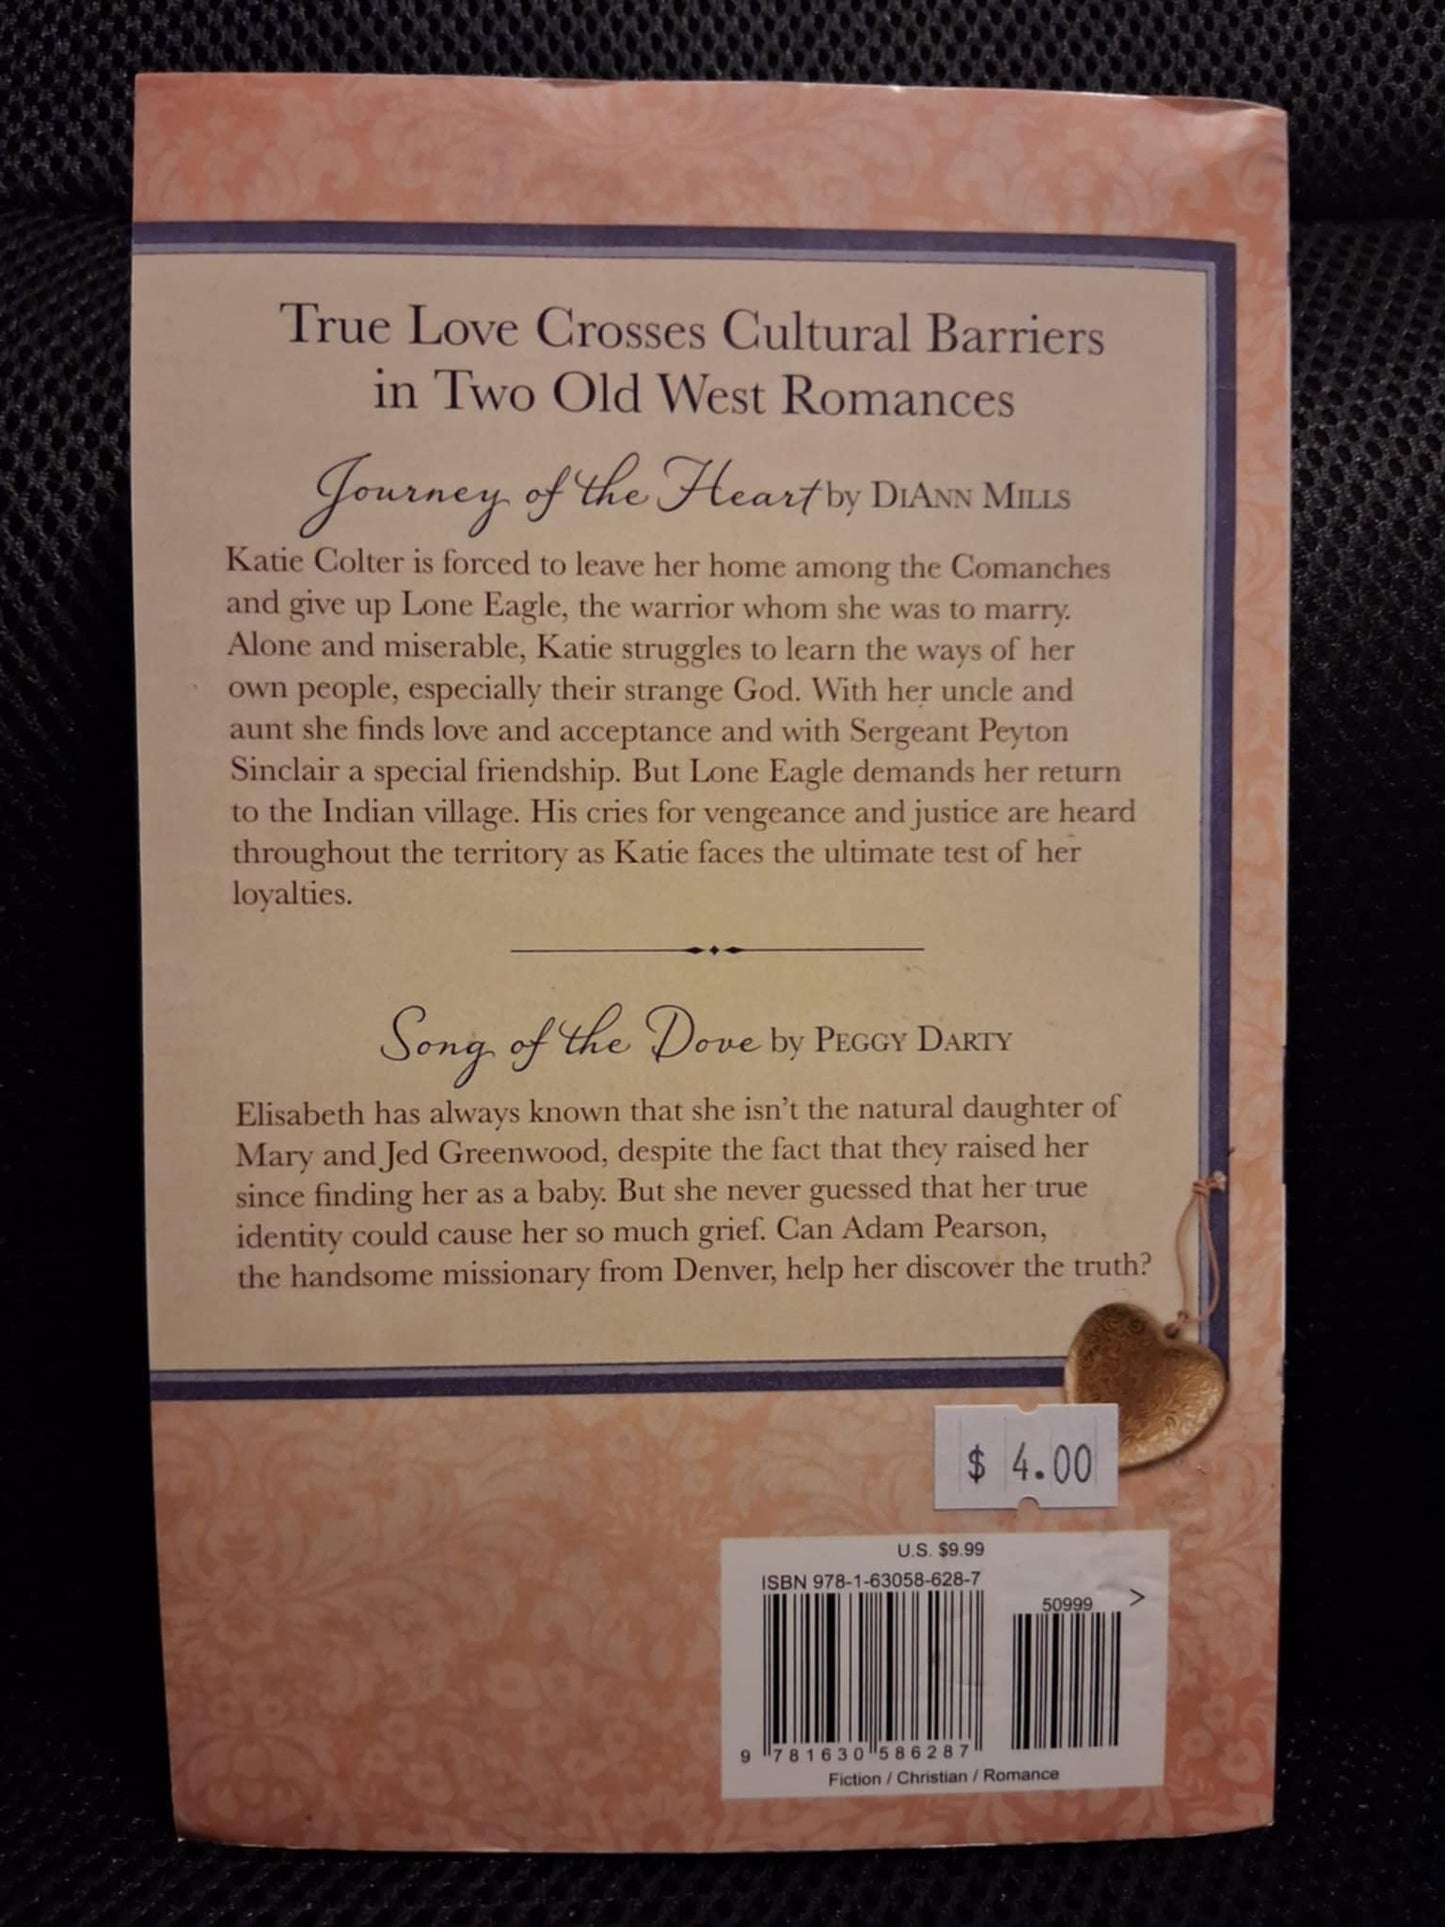 True Love Crosses Cultural Barriers
in Two Old West Romances
Journey of the Heart by DiAnn Mills
Katie Colter is forced to leave her home among the Comanches
and give up Lone Eagle, the warrior whom she was to marry.
Alone and miserable, Katie struggles to learn the ways of her
own people, especially their strange God. With her uncle and
aunt she finds love and acceptance and with Sergeant Peyton
Sinclair a special friendship. But Lone Eagle demands her return
to the Indian village. His cries for vengeance and justice are heard
throughout the territory as Katie faces the ultimate test of her
loyalties.
Song of the Dove by Peggy Darty
Elisabeth has always known that she isn't the natural daughter of
Mary and Jed Greenwood, despite the fact that they raised her
since finding her as a baby. But she never guessed that her true
identity could cause her so much grief. Can Adam Pearson,
the handsome missionary from Denver, help her discover the truth?
$ 4.00
U.S. $9.99
ISBN 978-1-63058-628-7
50999 >
9 781630 586287
Fiction / Christian / Romance